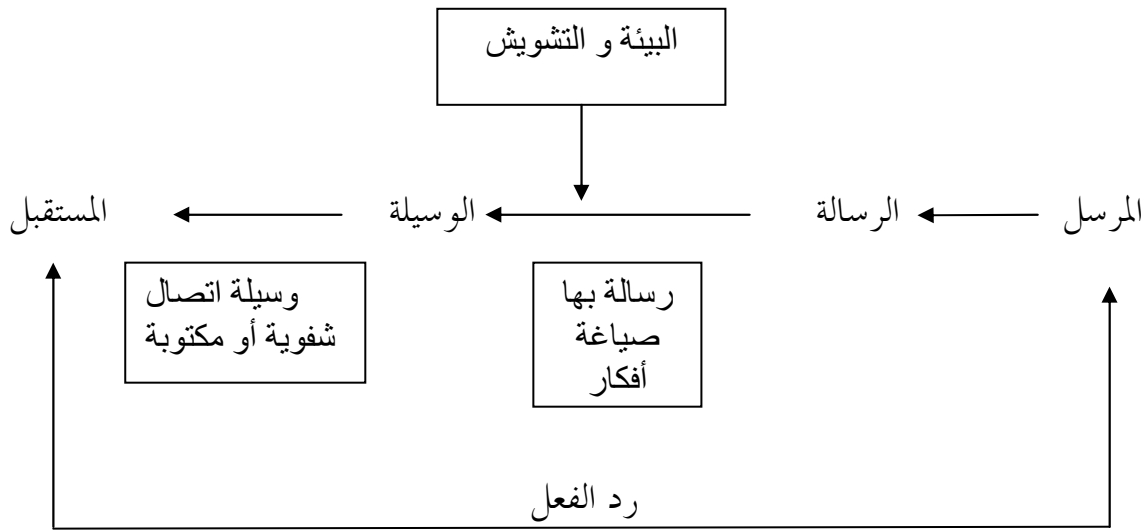 البيئة و التشويش
المرسل
الرسالة
الوسيلة
المستقبل
رسالة بها
صياغة
أفكار
وسيلة اتصال
شفوية أو مكتوبة
رد الفعل